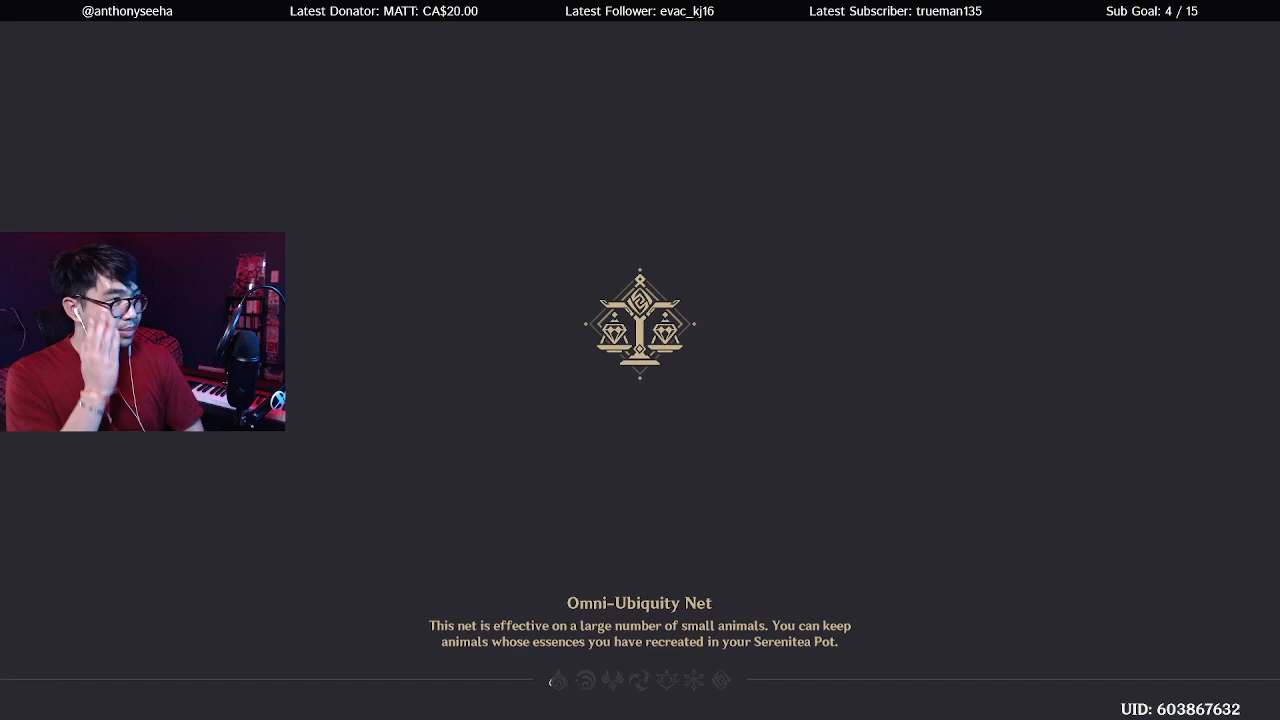 @anthonyseeha
Latest Donator: MATT: CA$20.00
Latest Follower: evac_kj16
Latest Subscriber: trueman135
Sub Goal: 4 / 15
Omni-Ubiquity Net
This net is effective on a large number of small animals. You can keep
animals whose essences you have recreated in your Serenitea Pot.
UID: 603867632